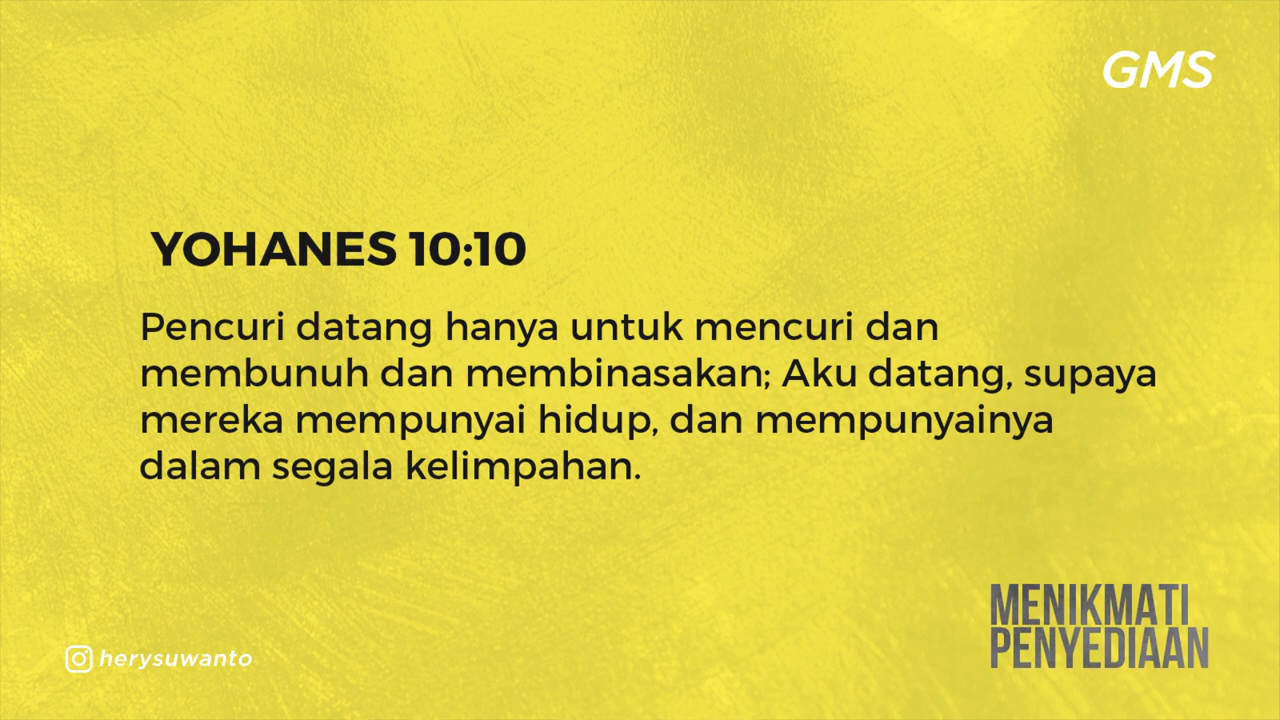 GMS
YOHANES 10:10
Pencuri datang hanya untuk mencuri dan
membunuh dan membinasakan; Aku datang, supaya
mereka mempunyai hidup, dan mempunyainya
dalam segala kelimpahan.
MENIKMATI
PENYEDIAAN
herysuwanto